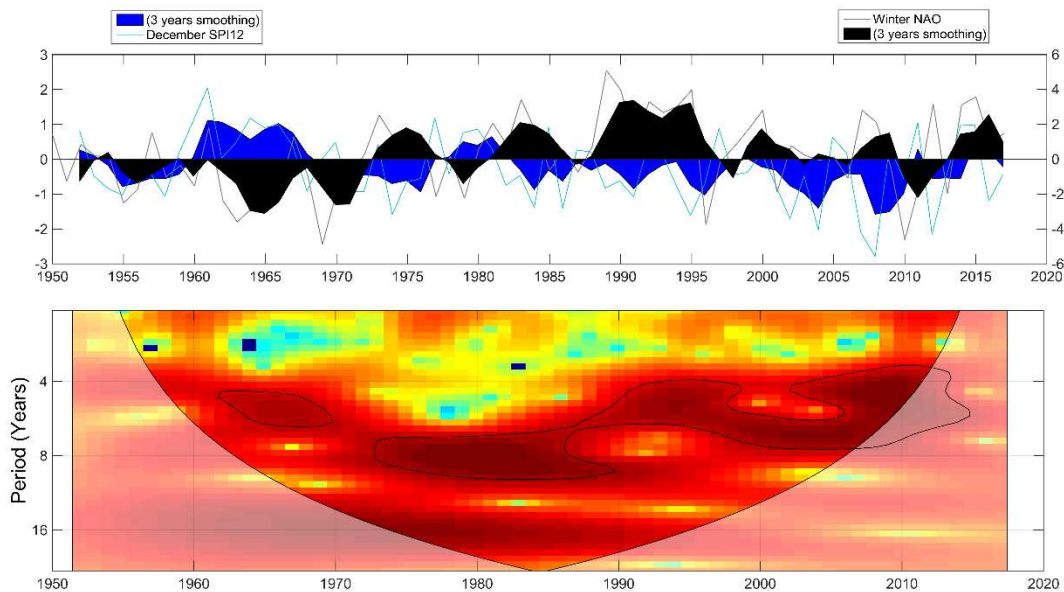 (3 years smoothing)
December SPI12
Winter NAO
(3 years smoothing)
3
2
1
0
-1
-2
-3
6
4
2
0
-2
-4
-6
1950 1955 1960 1965 1970 1975 1980 1985 1990 1995 2000 2005 2010 2015 2020
Period (Years)
4
8
16
1950 1960 1970 1980 1990 2000 2010 2020